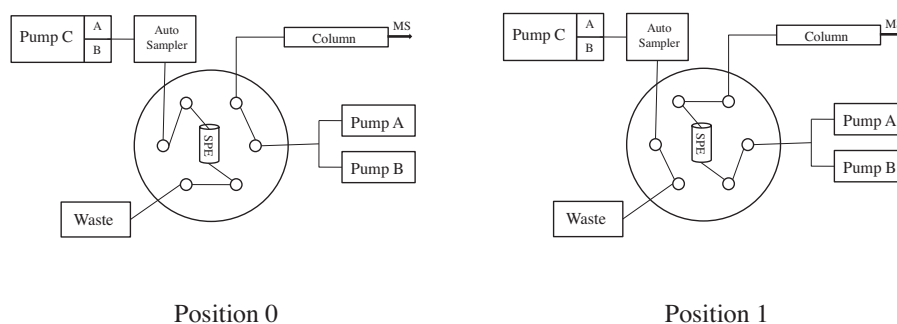 Pump C
A
B
Auto
Sampler
Column
MS
SPE
Pump A
Pump B
Waste
Position 0
Pump C
A
B
Auto
Sampler
Column
MS
SPE
Pump A
Pump B
Waste
Position 1